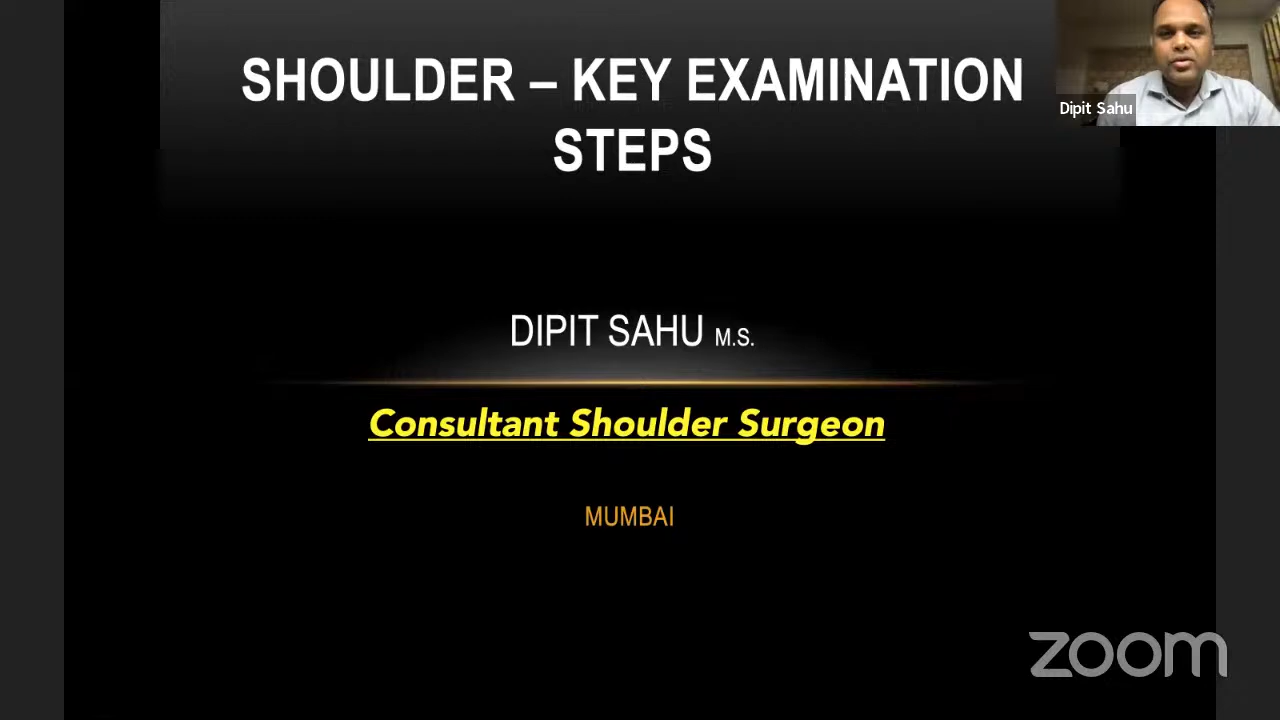 SHOULDER – KEY EXAMINATION
STEPS
Dipit Sahu
DIPIT SAHU M.S.
Consultant Shoulder Surgeon
MUMBAI
zoom